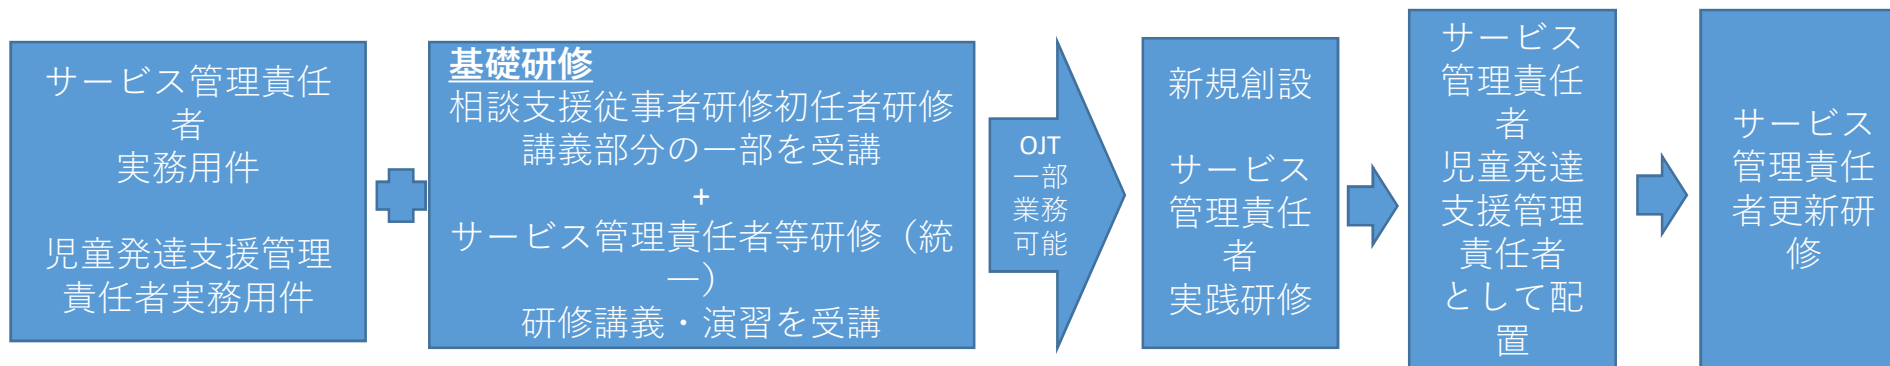 サービス管理責任
者
実務用件
児童発達支援管理
責任者実務用件
基礎研修
相談支援従事者研修初任者研修
講義部分の一部を受講
+
サービス管理責任者等研修（統
一）
研修講義・演習を受講
OJT
一部
業務
可能
新規創設
サービス
管理責任
者
実践研修
サービス
管理責任
者
児童発達
支援管理
責任者
として配
置
サービス
管理責任
者更新研
修